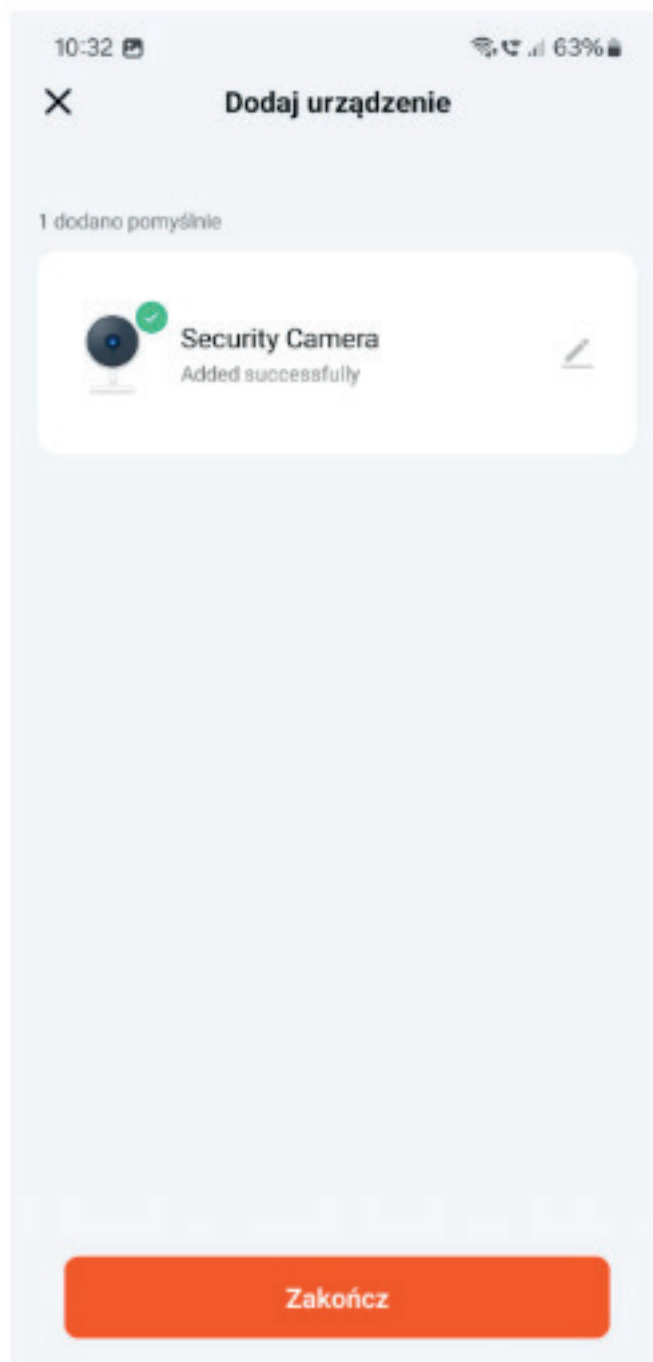 10:32 63%
Dodaj urządzenie
1 dodano pomyślnie
Security Camera
Added successfully
Zakończ